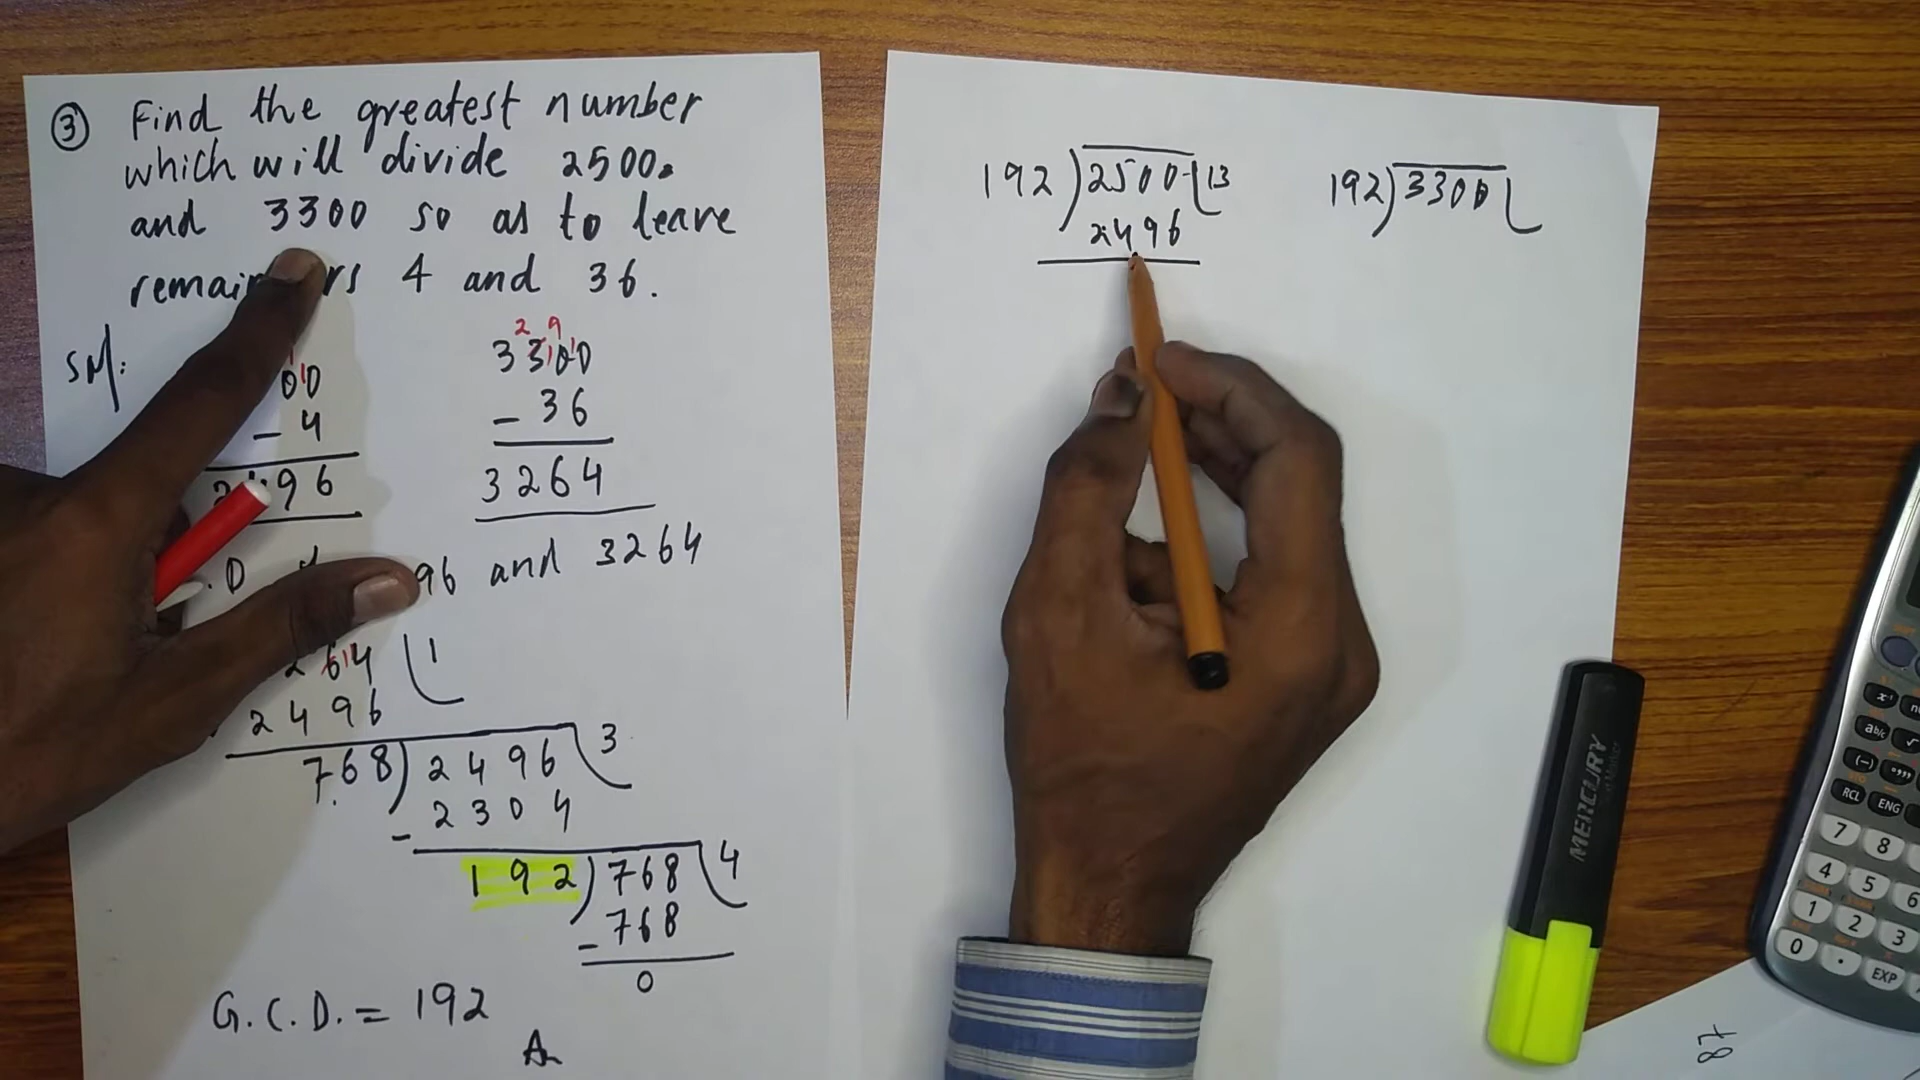 ③ Find the greatest number
which will divide 2500
and 3300 so as to leave
4 and 36.
3300
- 36
3264
00
- 4
96
96 and 3264
64 1
2496
768) 2496 3
- 2304
192) 768 4
- 768
0
G.C.D. = 192
192) 2500 13
2496
192) 3300
MERCURY
RCL ENG
7 8
4 5 6
1 2 3
0 . EXP
78